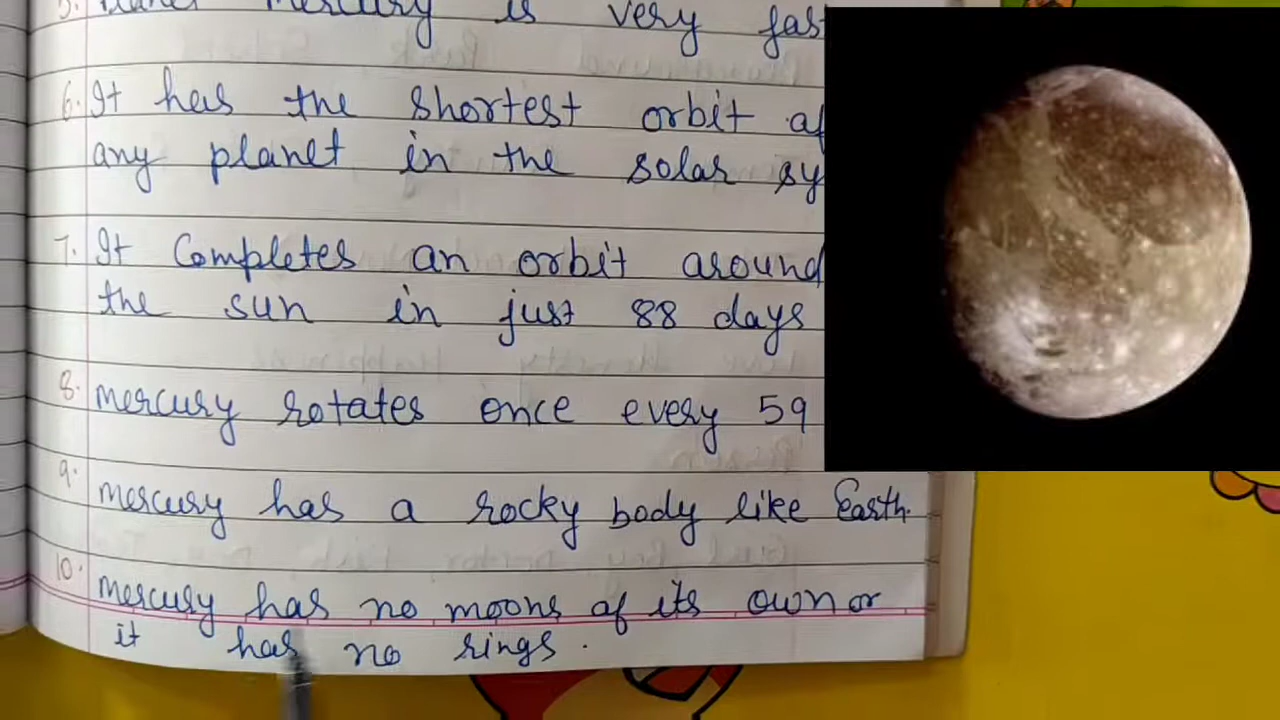 5. Planet Mercury is very fas
6. It has the shortest orbit of
any planet in the solar sy
7. It Completes an orbit around
the sun in just 88 days
8. mercury rotates once every 59
9. mercury has a rocky body like Earth.
10. mercury has no moons of its own or
it has no rings.